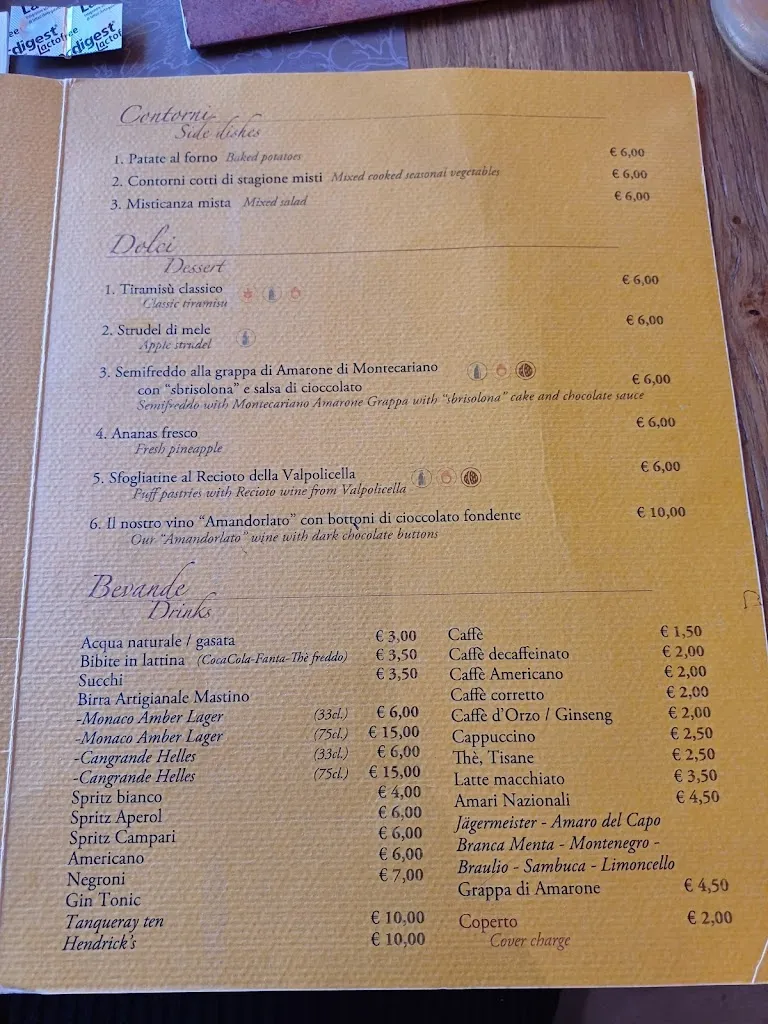 digest
Lactofree
digest
Lacto
Contorni
Side dishes
1. Patate al forno Baked potatoes € 6,00
2. Contorni cotti di stagione misti Mixed cooked seasonal vegetables € 6,00
3. Misticanza mista Mixed salad € 6,00
Dolci
Dessert
1. Tiramisù classico € 6,00
Classic tiramisu
2. Strudel di mele € 6,00
Apple strudel
3. Semifreddo alla grappa di Amarone di Montecariano
con "sbrisolona" e salsa di cioccolato € 6,00
Semifreddo with Montecariano Amarone Grappa with "sbrisolona" cake and chocolate sauce
4. Ananas fresco € 6,00
Fresh pineapple
5. Sfogliatine al Recioto della Valpolicella € 6,00
Puff pastries with Recioto wine from Valpolicella
6. Il nostro vino "Amandorlato" con bottoni di cioccolato fondente € 10,00
Our "Amandorlato" wine with dark chocolate buttons
Bevande
Drinks
Acqua naturale / gasata € 3,00
Bibite in lattina (CocaCola-Fanta-Thè freddo) € 3,50
Succhi € 3,50
Birra Artigianale Mastino
-Monaco Amber Lager (33cl.) € 6,00
-Monaco Amber Lager (75cl.) € 15,00
-Cangrande Helles (33cl.) € 6,00
-Cangrande Helles (75cl.) € 15,00
Spritz bianco € 4,00
Spritz Aperol € 6,00
Spritz Campari € 6,00
Americano € 6,00
Negroni € 7,00
Gin Tonic
Tanqueray ten € 10,00
Hendrick's € 10,00
Caffè € 1,50
Caffè decaffeinato € 2,00
Caffè Americano € 2,00
Caffè corretto € 2,00
Caffè d'Orzo / Ginseng € 2,00
Cappuccino € 2,50
Thè, Tisane € 2,50
Latte macchiato € 3,50
Amari Nazionali € 4,50
Jägermeister - Amaro del Capo
Branca Menta - Montenegro -
Braulio - Sambuca - Limoncello
Grappa di Amarone € 4,50
Coperto € 2,00
Cover charge